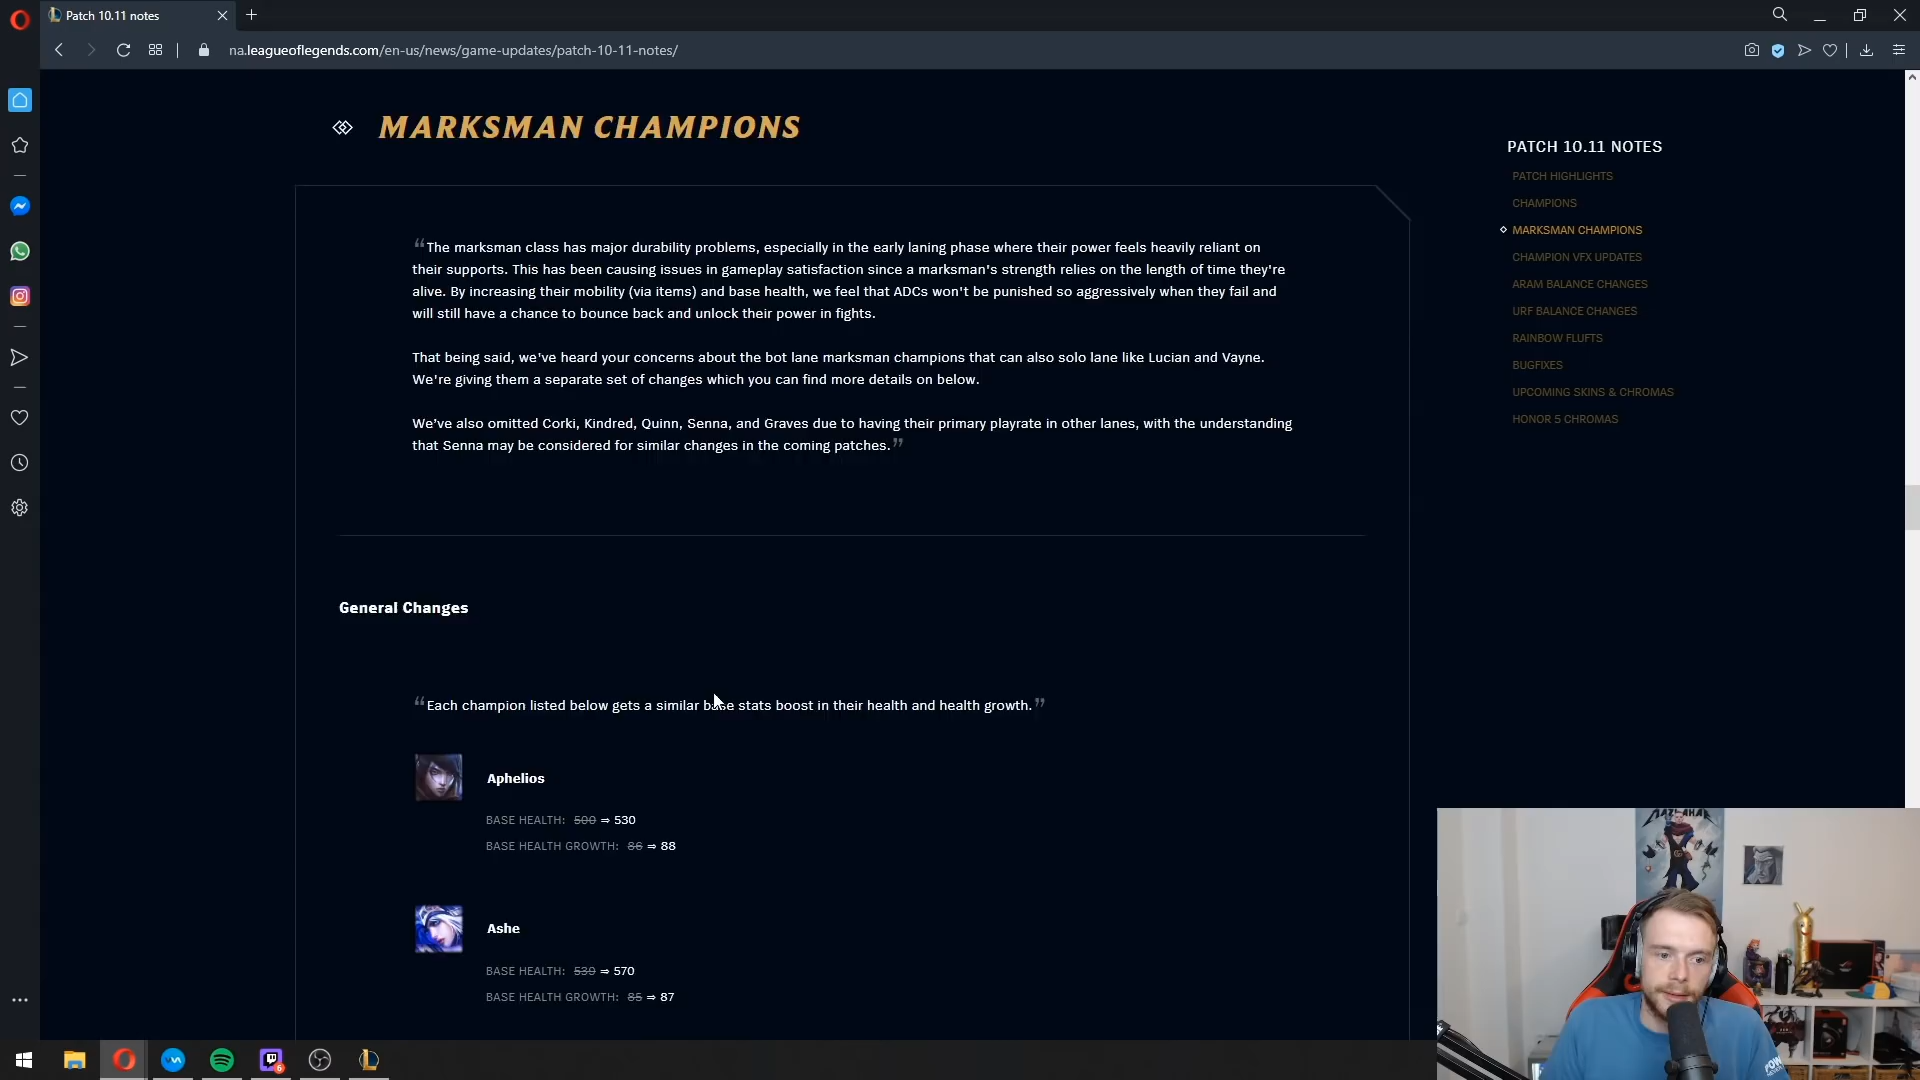 Patch 10.11 notes
na.leagueoflegends.com/en-us/news/game-updates/patch-10-11-notes/
MARKSMAN CHAMPIONS
“The marksman class has major durability problems, especially in the early laning phase where their power feels heavily reliant on
their supports. This has been causing issues in gameplay satisfaction since a marksman's strength relies on the length of time they're
alive. By increasing their mobility (via items) and base health, we feel that ADCs won't be punished so aggressively when they fail and
will still have a chance to bounce back and unlock their power in fights.
That being said, we've heard your concerns about the bot lane marksman champions that can also solo lane like Lucian and Vayne.
We're giving them a separate set of changes which you can find more details on below.
We’ve also omitted Corki, Kindred, Quinn, Senna, and Graves due to having their primary playrate in other lanes, with the understanding
that Senna may be considered for similar changes in the coming patches.”
General Changes
“Each champion listed below gets a similar base stats boost in their health and health growth.”
Aphelios
BASE HEALTH: 500 ⇒ 530
BASE HEALTH GROWTH: 86 ⇒ 88
Ashe
BASE HEALTH: 539 ⇒ 570
BASE HEALTH GROWTH: 85 ⇒ 87
PATCH 10.11 NOTES
PATCH HIGHLIGHTS
CHAMPIONS
MARKSMAN CHAMPIONS
CHAMPION VFX UPDATES
ARAM BALANCE CHANGES
URF BALANCE CHANGES
RAINBOW FLUFTS
BUGFIXES
UPCOMING SKINS & CHROMAS
HONOR 5 CHROMAS
6